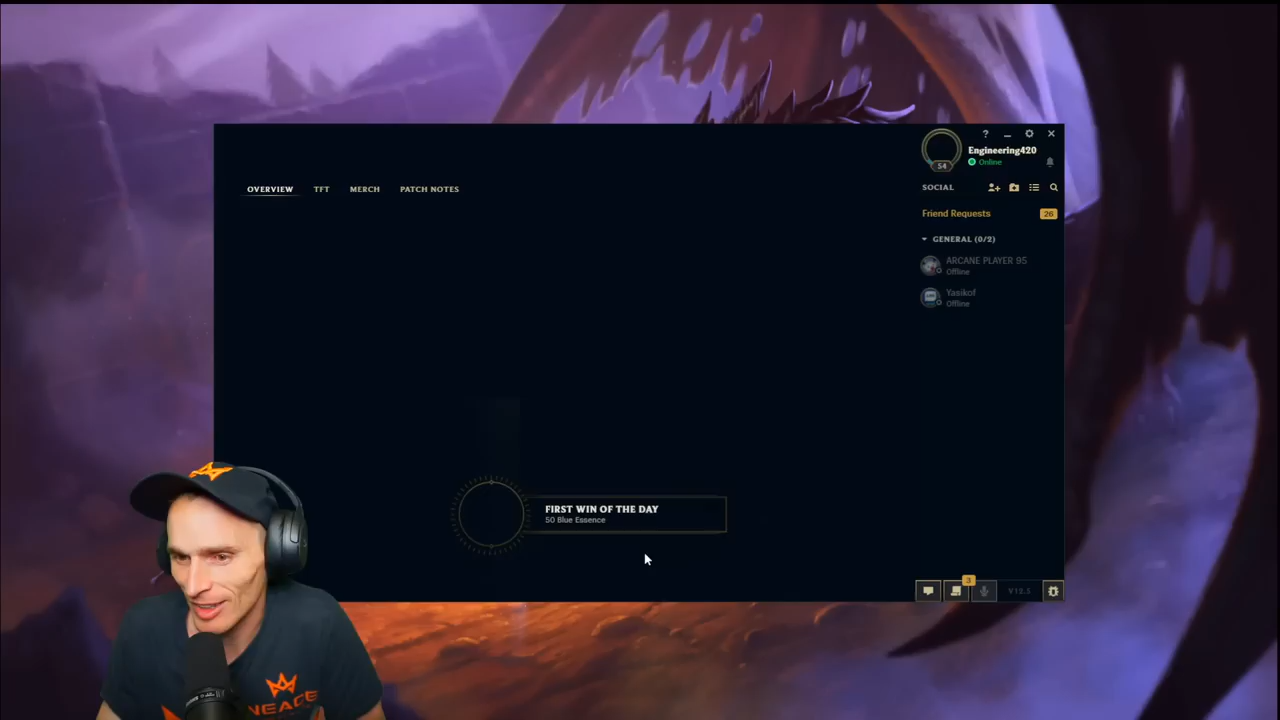 ?
Engineering420
54
Online
OVERVIEW
TFT
MERCH
PATCH NOTES
SOCIAL
Friend Requests
26
GENERAL (0/2)
ARCANE PLAYER 95
Offline
Yasikof
Offline
FIRST WIN OF THE DAY
50 Blue Essence
3